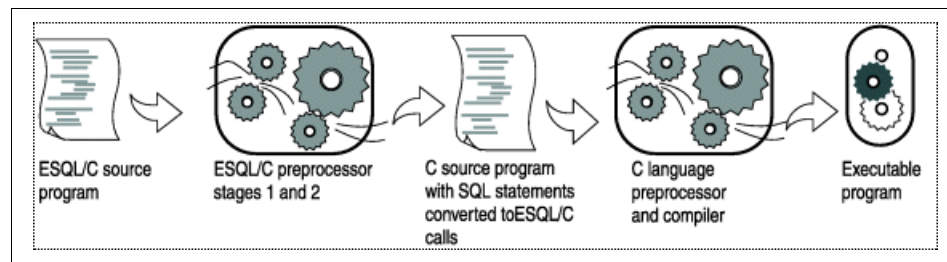 ESQL/C source
program
ESQL/C preprocessor
stages 1 and 2
C source program
with SQL statements
converted toESQL/C
calls
C language
preprocessor
and compiler
Executable
program